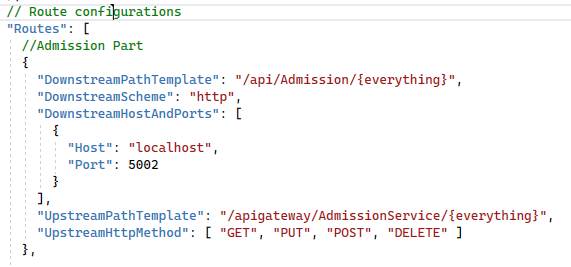 // Route configurations
"Routes": [
//Admission Part
{
"DownstreamPathTemplate": "/api/Admission/{everything}",
"DownstreamScheme": "http",
"DownstreamHostAndPorts": [
{
"Host": "localhost",
"Port": 5002
}
],
"UpstreamPathTemplate": "/apigateway/AdmissionService/{everything}",
"UpstreamHttpMethod": [ "GET", "PUT", "POST", "DELETE" ]
},